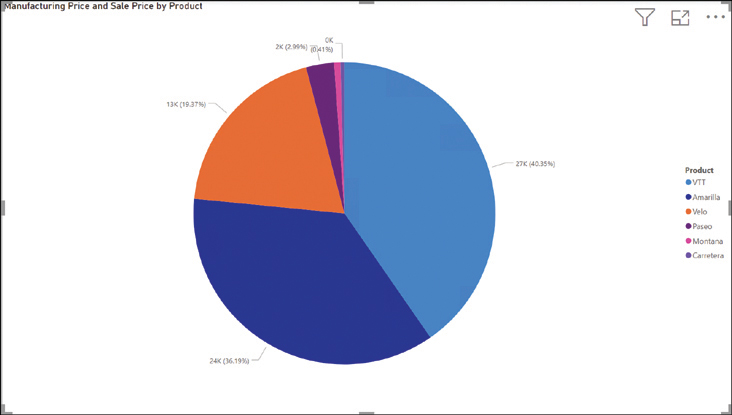 Manufacturing Price and Sale Price by Product
0K
(0.41%)
2K (2.99%)
13K (19.37%)
27K (40.35%)
24K (36.19%)
Product
VTT
Amarilla
Velo
Paseo
Montana
Carretera